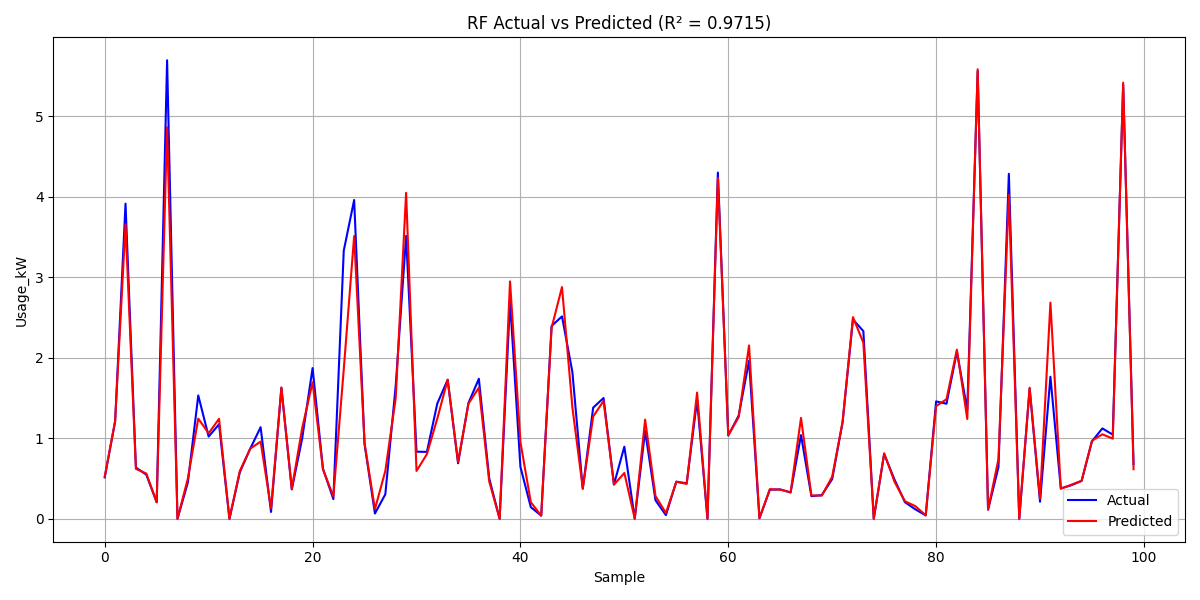 RF Actual vs Predicted (R² = 0.9715)
Usage_kW
5
4
3
2
1
0
0 20 40 60 80 100
Sample
Actual
Predicted